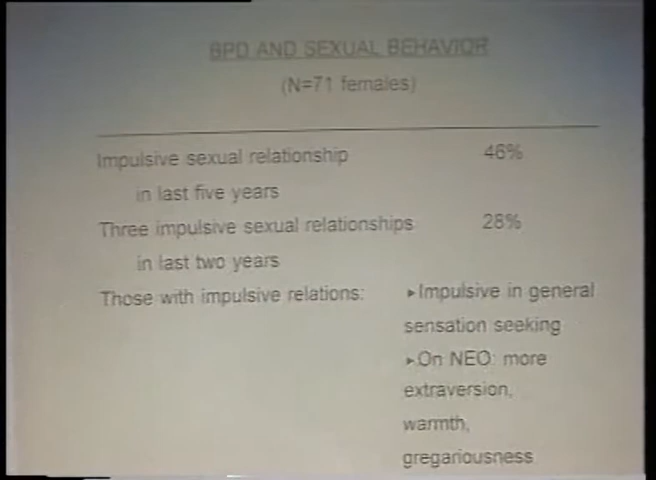 BPD AND SEXUAL BEHAVIOR
(N=71 females)
Impulsive sexual relationship 46%
in last five years
Three impulsive sexual relationships 28%
in last two years
Those with impulsive relations: ▸Impulsive in general
sensation seeking
▸On NEO: more
extraversion,
warmth,
gregariousness